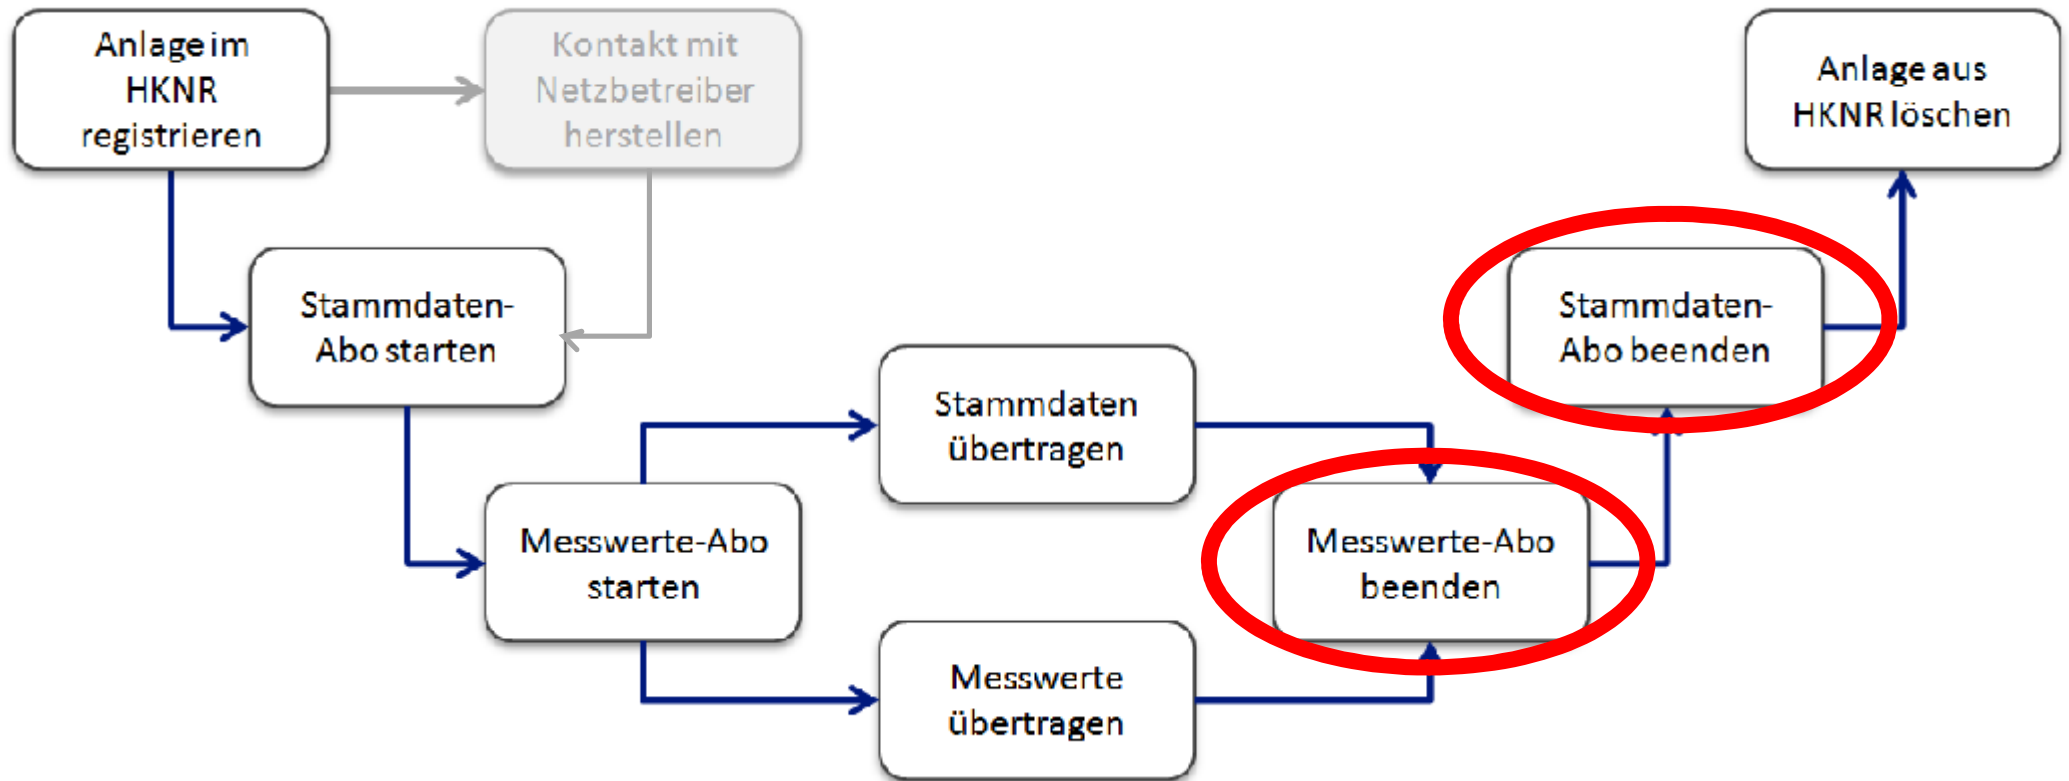 Anlage im
HKNR
registrieren
Kontakt mit
Netzbetreiber
herstellen
Anlage aus
HKNR löschen
Stammdaten-
Abo starten
Stammdaten-
Abo beenden
Stammdaten
übertragen
Messwerte-Abo
starten
Messwerte-Abo
beenden
Messwerte
übertragen